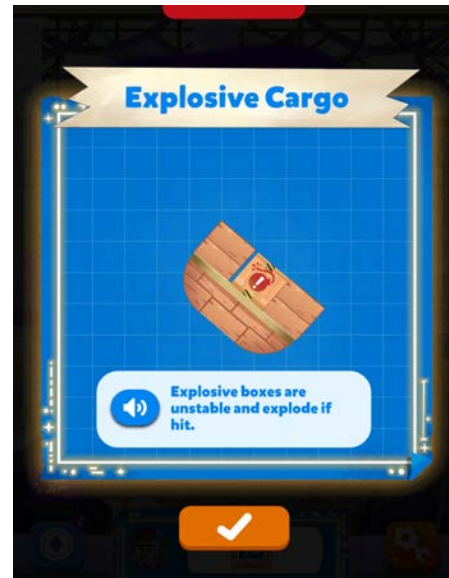 Explosive Cargo
Explosive boxes are
unstable and explode if
hit.